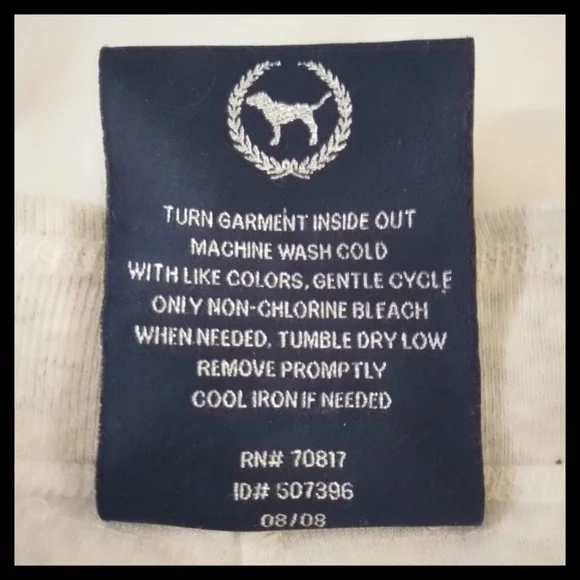 TURN GARMENT INSIDE OUT
MACHINE WASH COLD
WITH LIKE COLORS, GENTLE CYCLE
ONLY NON-CHLORINE BLEACH
WHEN NEEDED, TUMBLE DRY LOW
REMOVE PROMPTLY
COOL IRON IF NEEDED
RN# 70817
ID# 507396
08/08